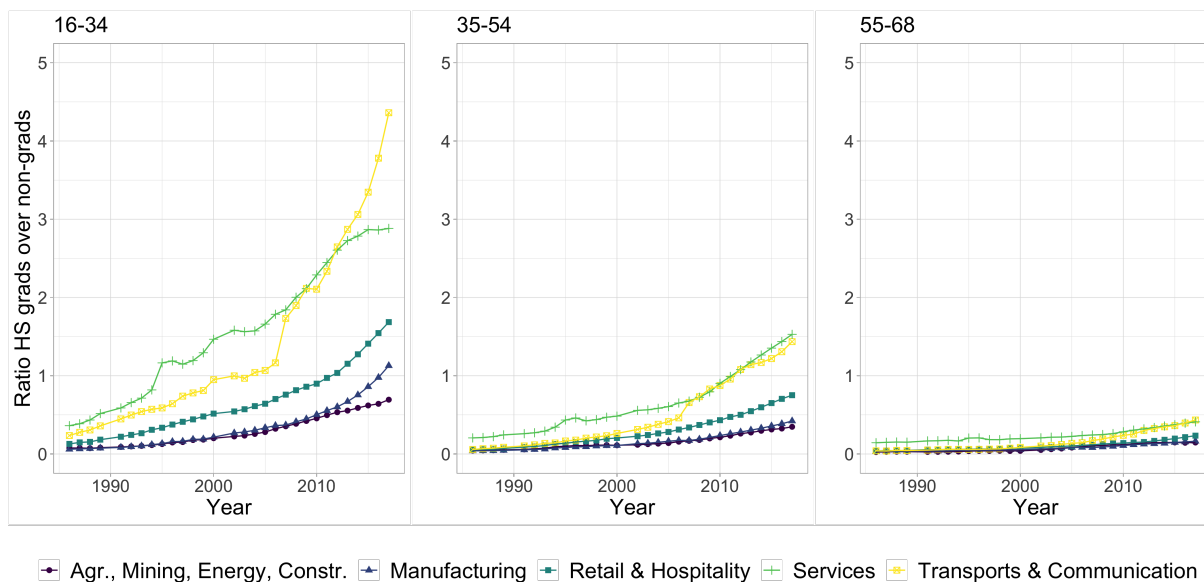 16-34
35-54
55-68
Ratio HS grads over non-grads
5
4
3
2
1
0
5
4
3
2
1
0
5
4
3
2
1
0
1990 2000 2010
1990 2000 2010
1990 2000 2010
Year
Year
Year
Agr., Mining, Energy, Constr. Manufacturing Retail & Hospitality Services Transports & Communication